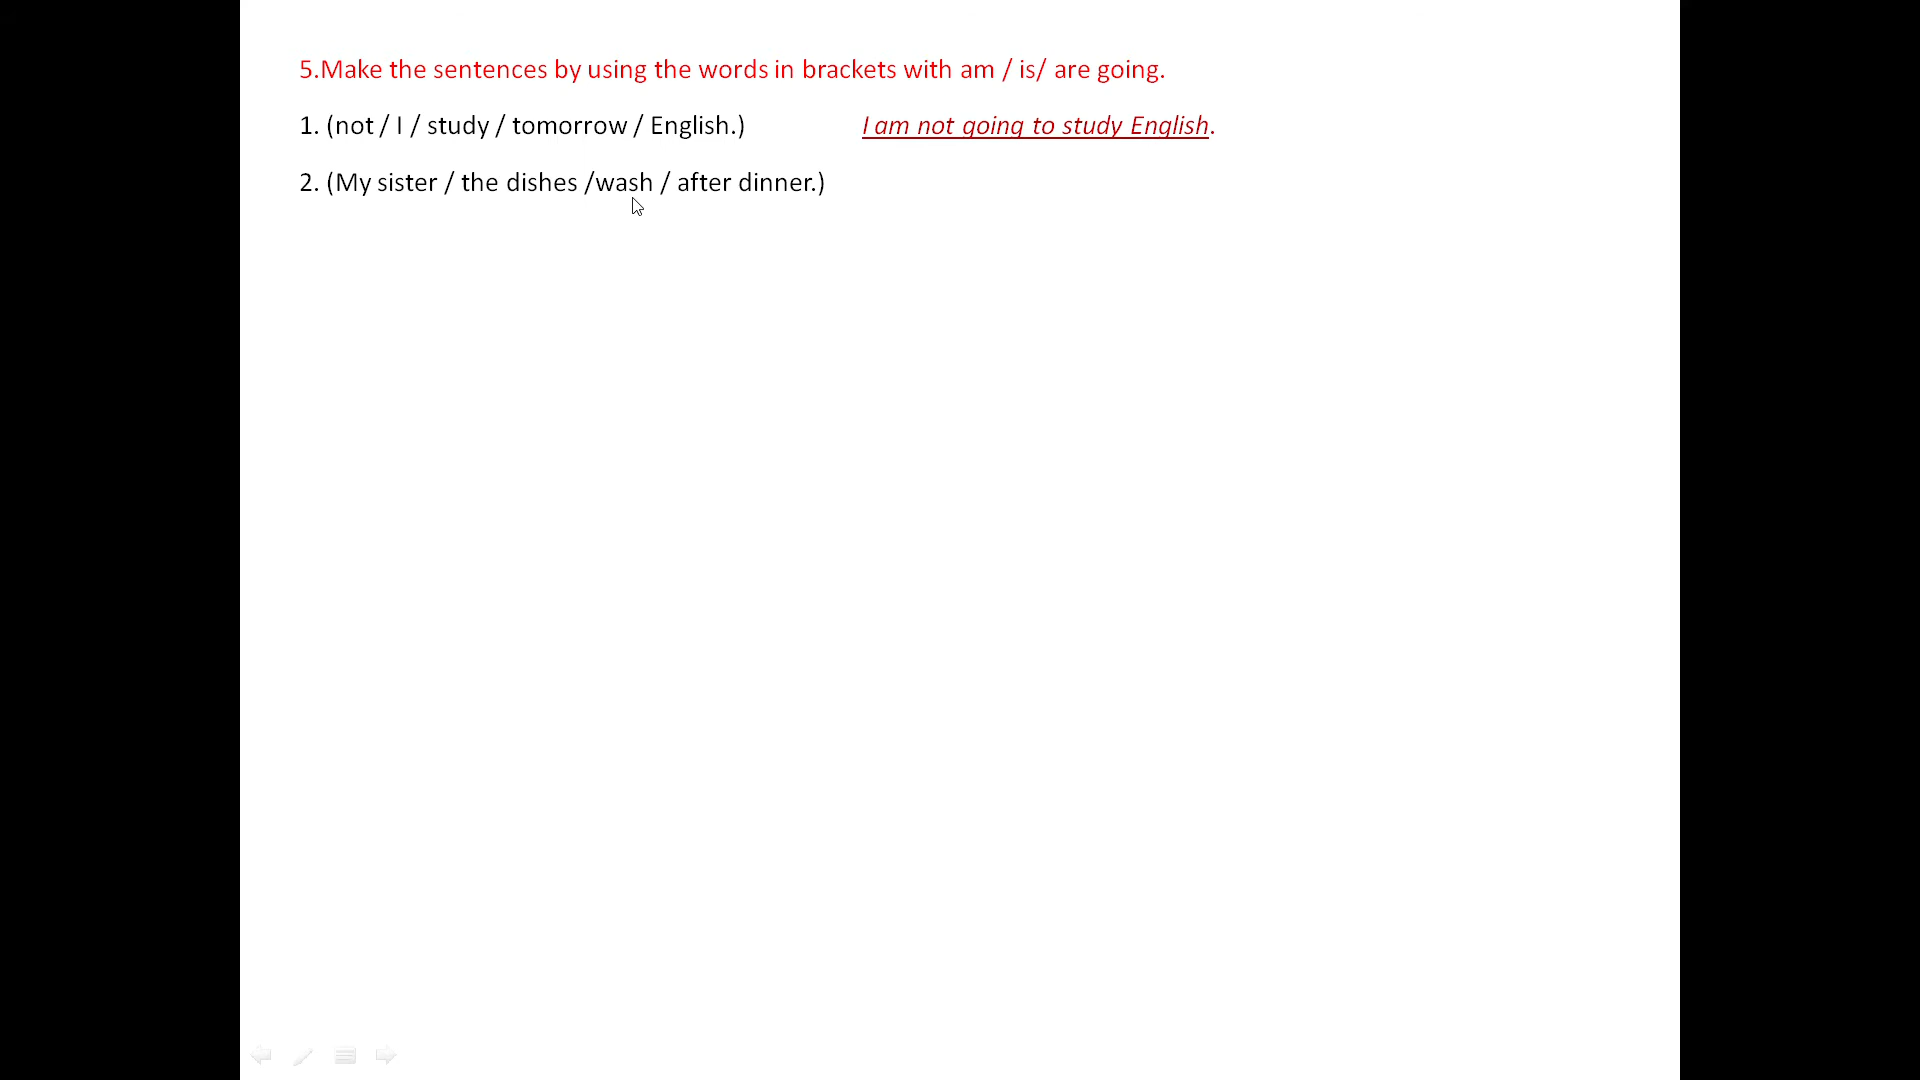 5.Make the sentences by using the words in brackets with am / is/ are going.
1. (not / I / study / tomorrow / English.) I am not going to study English.
2. (My sister / the dishes /wash / after dinner.)